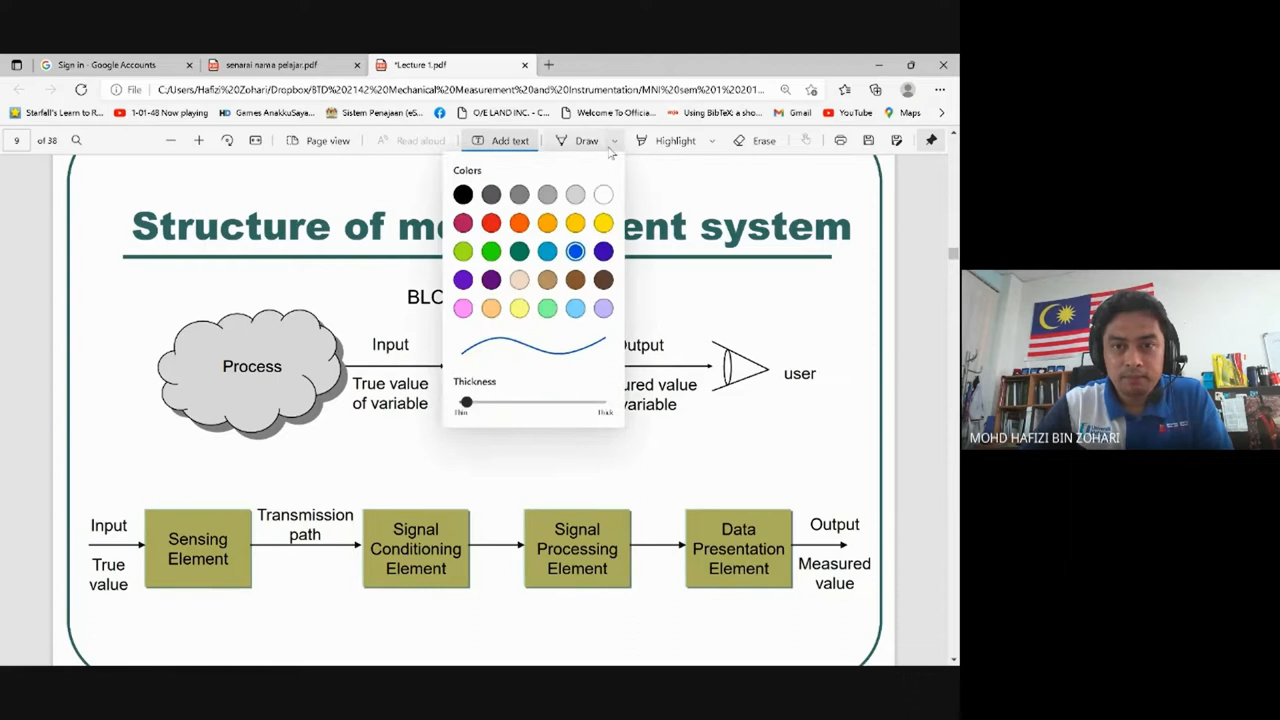 Sign in - Google Accounts
senarai nama pelajar.pdf
*Lecture 1.pdf
File
C:/Users/Hafizi%20Zohari/Dropbox/BTD%202142%20Mechanical%20Measurement%20and%20Instrumentation/MNI%20sem%201%20201...
Starfall's Learn to R...
1-01-48 Now playing
HD Games AnakkuSaya...
Sistem Penajaan (eS...
O/E LAND INC. - C...
Welcome To Officia...
Using BibTeX: a sho...
Gmail
YouTube
Maps
9 of 38
Page view
Read aloud
Add text
Draw
Highlight
Erase
Colors
Structure of me
ent system
BLO
Process
Input
True value
of variable
Output
ured value
variable
user
Thickness
Thin
Thick
MOHD HAFIZI BIN ZOHARI
Input
True
value
Sensing
Element
Transmission
path
Signal
Conditioning
Element
Signal
Processing
Element
Data
Presentation
Element
Output
Measured
value